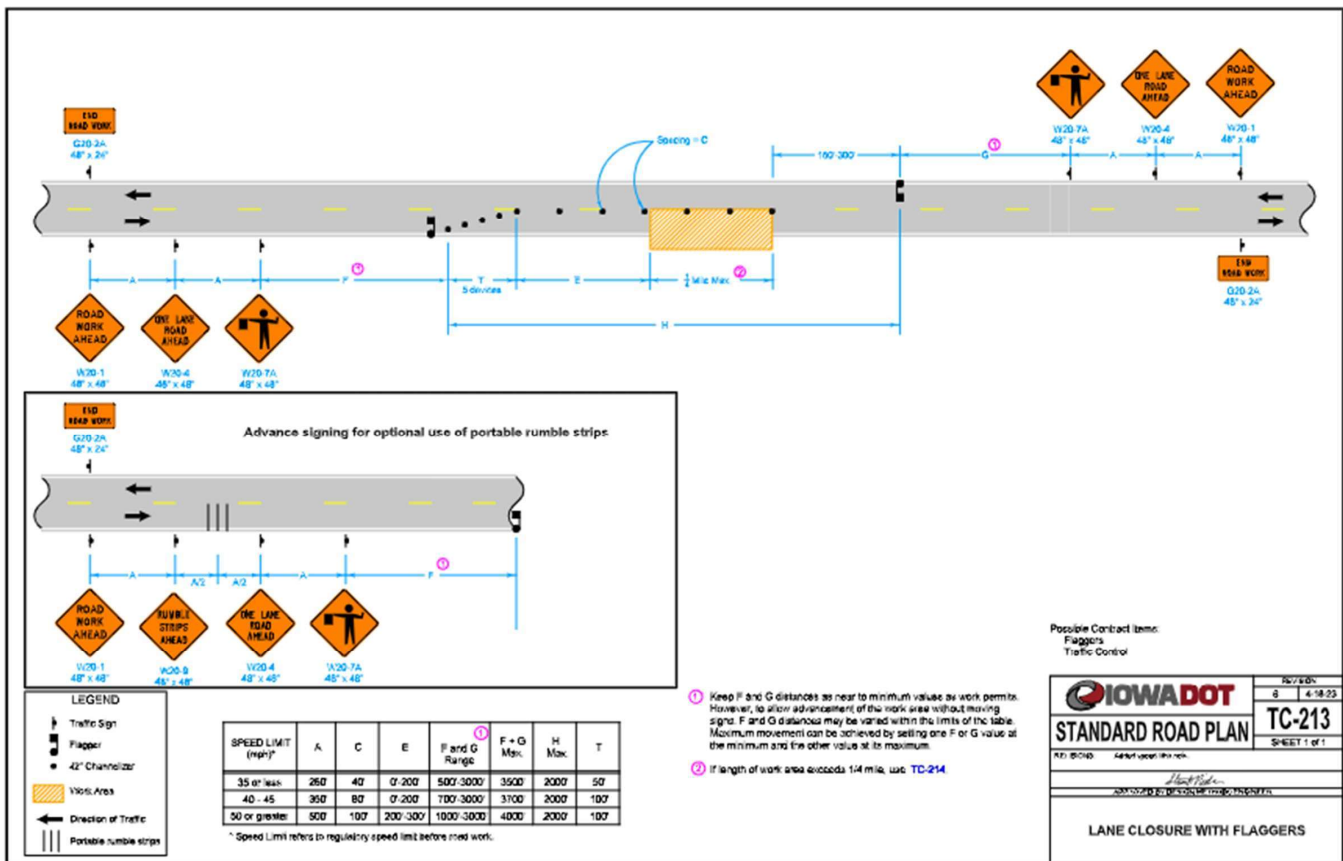 END
ROAD WORK
G20-2A
48" x 24"
W20-7A
48" x 48"
ONE LANE
ROAD
AHEAD
W20-4
48" x 48"
ROAD
WORK
AHEAD
W20-1
48" x 48"
Spacing = C
G
1
A
A
A
A
F
T
5 devices
E
1/4 Mile Max.
2
H
END
ROAD WORK
G20-2A
48" x 24"
ROAD
WORK
AHEAD
W20-1
48" x 48"
ONE LANE
ROAD
AHEAD
W20-4
48" x 48"
W20-7A
48" x 48"
END
ROAD WORK
G20-2A
48" x 24"
Advance signing for optional use of portable rumble strips
A
A/2
A/2
A
F
1
ROAD
WORK
AHEAD
W20-1
48" x 48"
RUMBLE
STRIPS
AHEAD
48" x 48"
ONE LANE
ROAD
AHEAD
W20-4
48" x 48"
W20-7A
48" x 48"
LEGEND
Traffic Sign
Flagger
42" Channelizer
Work Area
Direction of Traffic
Portable rumble strips
SPEED LIMIT (mph)* A C E F and G Range 1 F + G Max. H Max. T
35 or less 250' 40' 0'-200' 500'-3000' 3500' 2000' 50'
40 - 45 350' 80' 0'-200' 700'-3000' 3700' 2000' 100'
50 or greater 500' 100' 200'-300' 1000'-3000' 4000' 2000' 100'
* Speed Limit refers to regulatory speed limit before road work.
1 Keep F and G distances as near to minimum values as work permits.
However, to allow advancement of the work area without moving
signs, F and G distances may be varied within the limits of the table.
Maximum movement can be achieved by setting one F or G value at
the minimum and the other value at its maximum.
2 If length of work area exceeds 1/4 mile, use TC-214.
Possible Contract Items:
Flaggers
Traffic Control
IOWADOT
STANDARD ROAD PLAN
REVISION
6 4-18-23
TC-213
SHEET 1 of 1
REVISIONS:
LANE CLOSURE WITH FLAGGERS